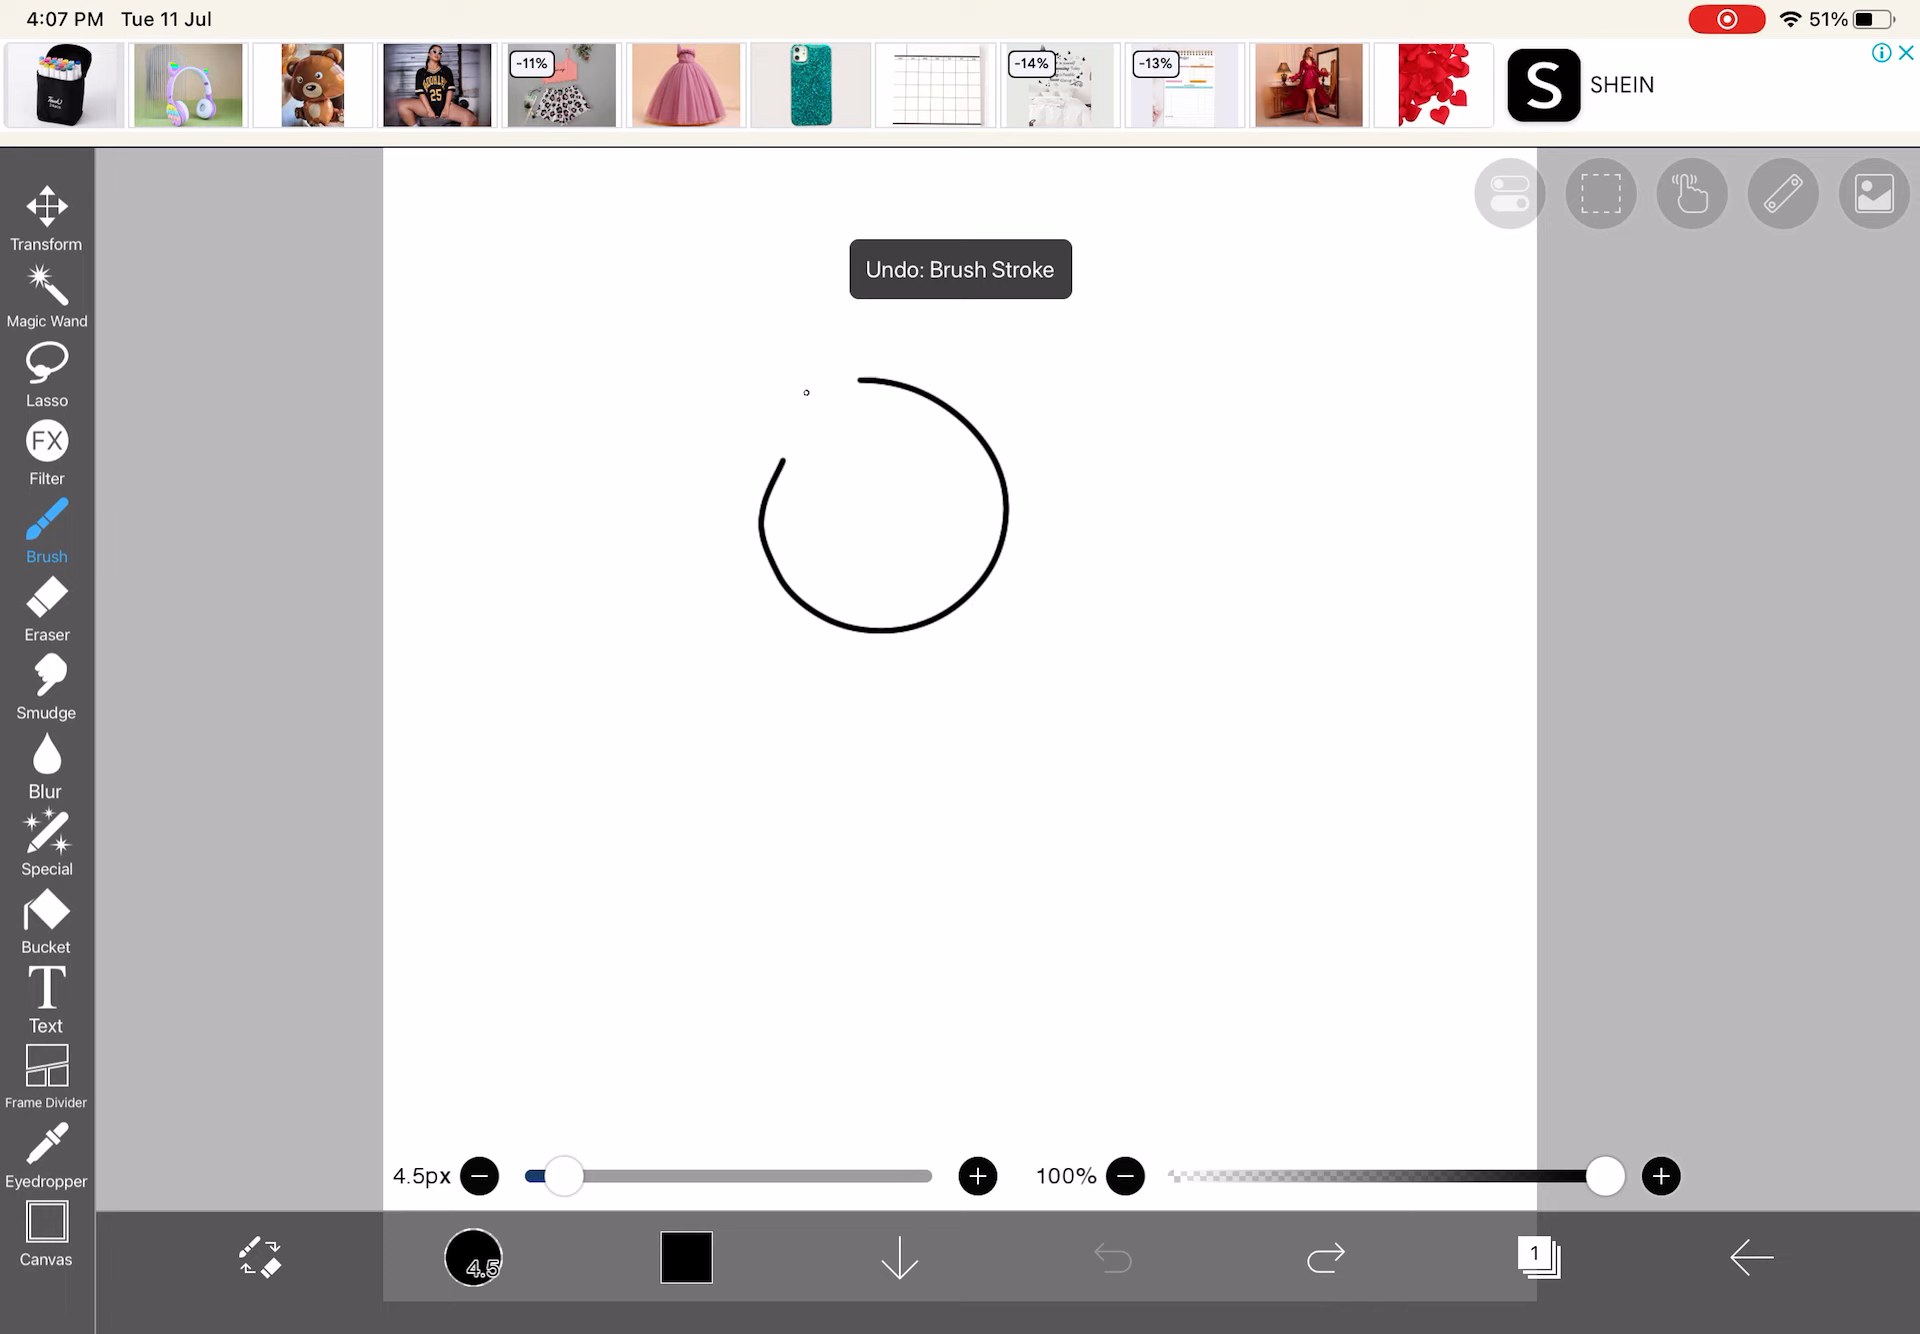 4:07 PM Tue 11 Jul
51%
-11%
-14%
-13%
S
SHEIN
25
Transform
Magic Wand
Lasso
FX
Filter
Brush
Eraser
Smudge
Blur
Special
Bucket
T
Text
Frame Divider
Eyedropper
Canvas
Undo: Brush Stroke
4.5px
100%
4.5
1